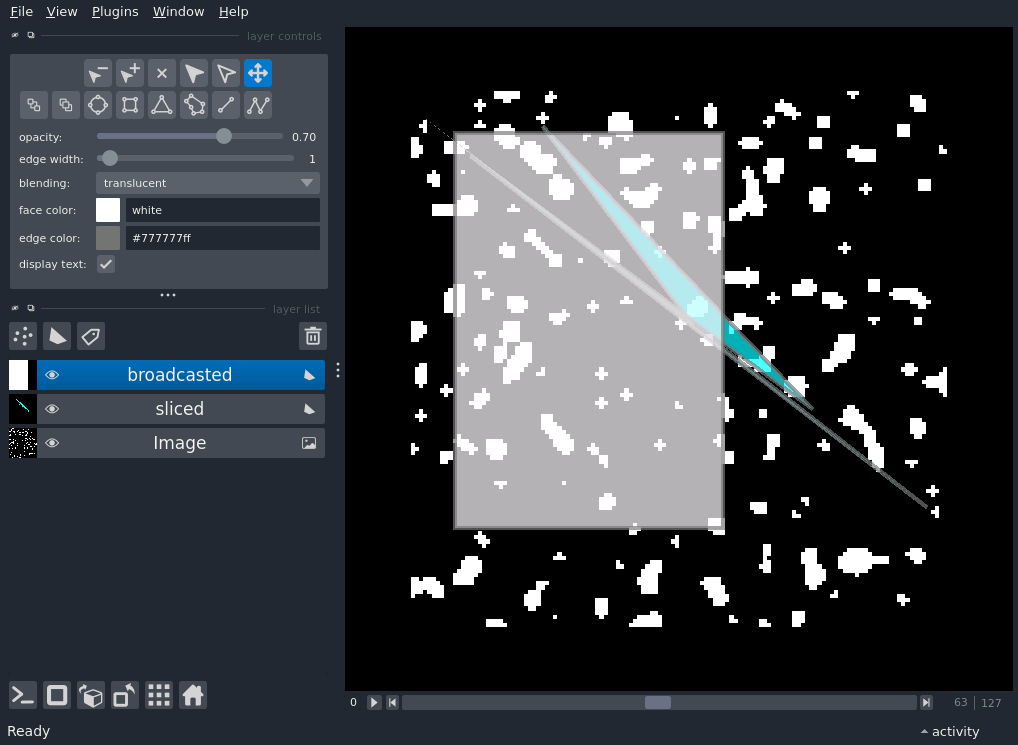 File View Plugins Window Help
layer controls
opacity: 0.70
edge width: 1
blending: translucent
face color: white
edge color: #777777ff
display text:
layer list
broadcasted
sliced
Image
0 63 127
Ready activity